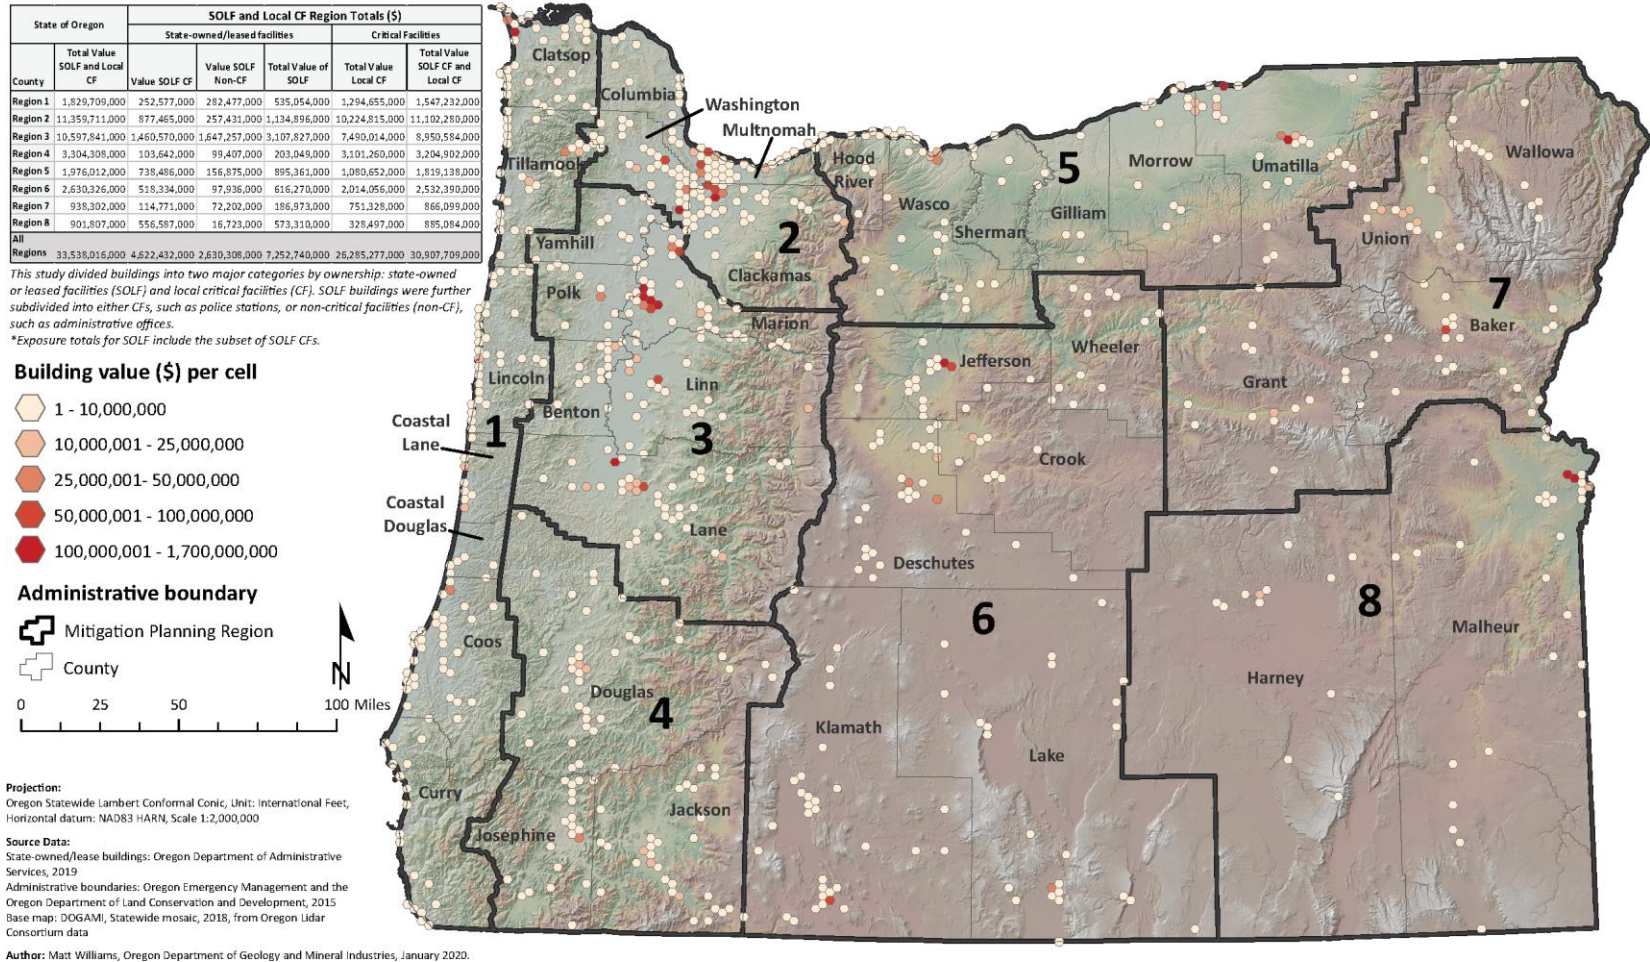 State of Oregon
SOLF and Local CF Region Totals ($)
State-owned/leased facilities
Critical Facilities
County
Total Value SOLF and Local CF
Value SOLF CF
Value SOLF Non-CF
Total Value of SOLF
Total Value Local CF
Total Value SOLF CF and Local CF
Region 1 1,829,709,000 252,577,000 282,477,000 535,054,000 1,294,655,000 1,547,232,000
Region 2 11,359,711,000 877,465,000 257,431,000 1,134,896,000 10,224,815,000 11,102,280,000
Region 3 10,597,841,000 1,460,570,000 1,647,257,000 3,107,827,000 7,490,014,000 8,950,584,000
Region 4 3,304,308,000 103,642,000 99,407,000 203,049,000 3,101,260,000 3,204,902,000
Region 5 1,976,012,000 738,486,000 156,875,000 895,361,000 1,080,652,000 1,819,138,000
Region 6 2,630,326,000 518,334,000 97,936,000 616,270,000 2,014,056,000 2,532,390,000
Region 7 938,302,000 114,771,000 72,202,000 186,973,000 751,328,000 866,099,000
Region 8 901,807,000 556,587,000 16,723,000 573,310,000 328,497,000 885,084,000
All
Regions 33,538,016,000 4,622,432,000 2,630,308,000 7,252,740,000 26,285,277,000 30,907,709,000
This study divided buildings into two major categories by ownership: state-owned
or leased facilities (SOLF) and local critical facilities (CF). SOLF buildings were further
subdivided into either CFs, such as police stations, or non-critical facilities (non-CF),
such as administrative offices.
*Exposure totals for SOLF include the subset of SOLF CFs.
Building value ($) per cell
1 - 10,000,000
10,000,001 - 25,000,000
25,000,001- 50,000,000
50,000,001 - 100,000,000
100,000,001 - 1,700,000,000
Administrative boundary
Mitigation Planning Region
County
N
0 25 50 100 Miles
Projection:
Oregon Statewide Lambert Conformal Conic, Unit: International Feet,
Horizontal datum: NAD83 HARN, Scale 1:2,000,000
Source Data:
State-owned/lease buildings: Oregon Department of Administrative
Services, 2019
Administrative boundaries: Oregon Emergency Management and the
Oregon Department of Land Conservation and Development, 2015
Base map: DOGAMI, Statewide mosaic, 2018, from Oregon Lidar
Consortium data
Author: Matt Williams, Oregon Department of Geology and Mineral Industries, January 2020.
Clatsop
Columbia
Washington
Multnomah
Tillamook
Hood
River
Wasco
Sherman
5
Gilliam
Morrow
Umatilla
Wallowa
Union
7
Baker
Yamhill
2
Clackamas
Polk
Marion
Lincoln
Linn
Benton
Jefferson
Wheeler
Grant
Coastal
Lane
1
3
Crook
Coastal
Douglas
Lane
Deschutes
6
8
Malheur
Coos
Douglas
4
Harney
Klamath
Lake
Curry
Jackson
Josephine